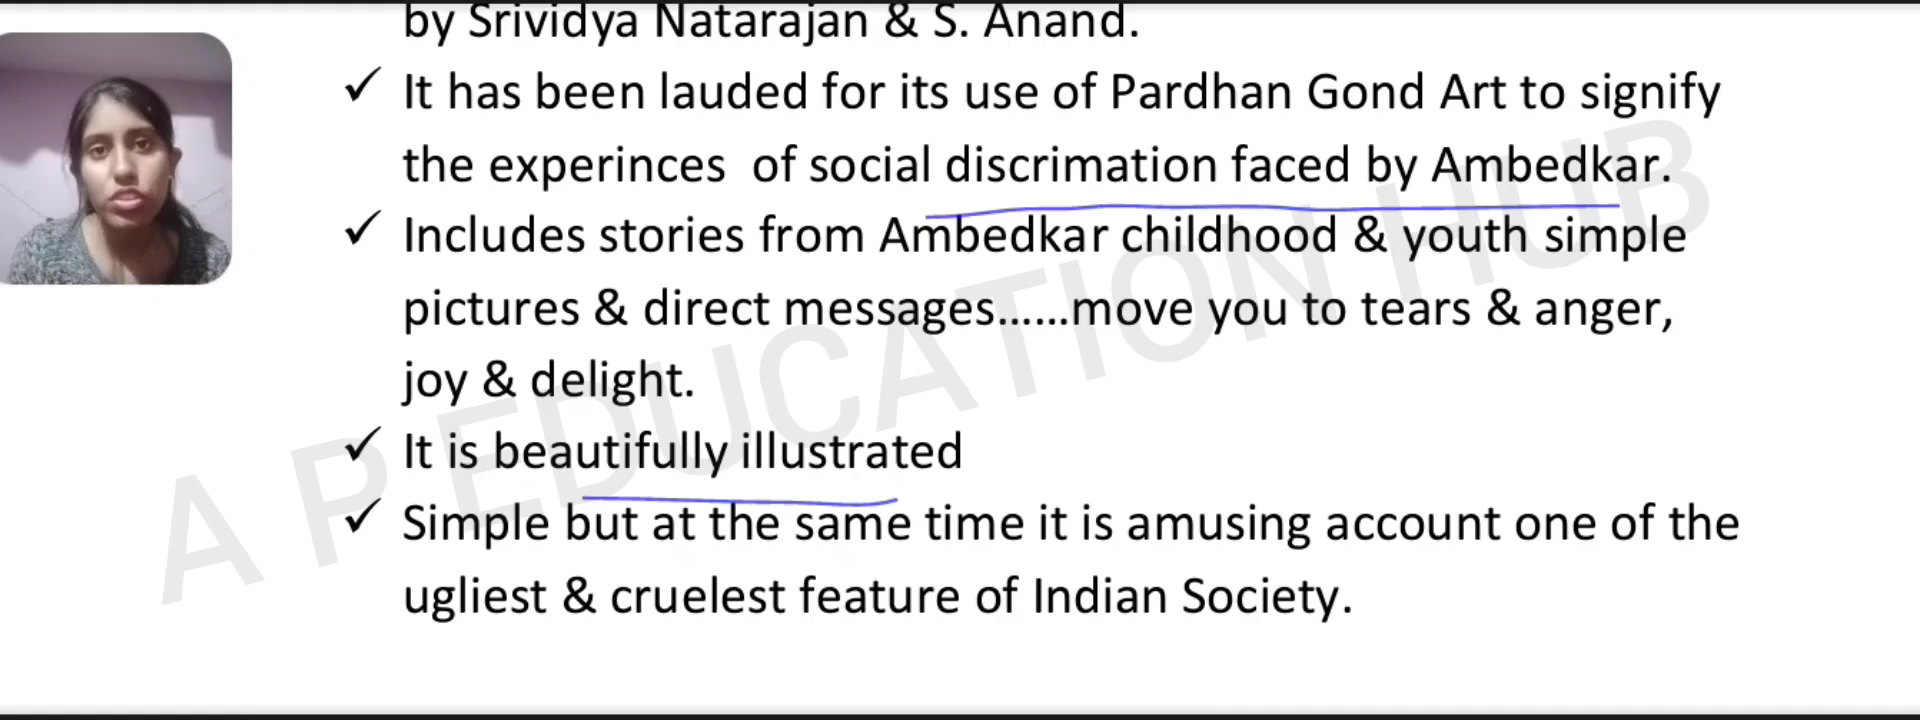 by Srividya Natarajan & S. Anand.
✓ It has been lauded for its use of Pardhan Gond Art to signify
the experinces of social discrimation faced by Ambedkar.
✓ Includes stories from Ambedkar childhood & youth simple
pictures & direct messages......move you to tears & anger,
joy & delight.
✓ It is beautifully illustrated
✓ Simple but at the same time it is amusing account one of the
ugliest & cruelest feature of Indian Society.
A P EDUCATION HUB